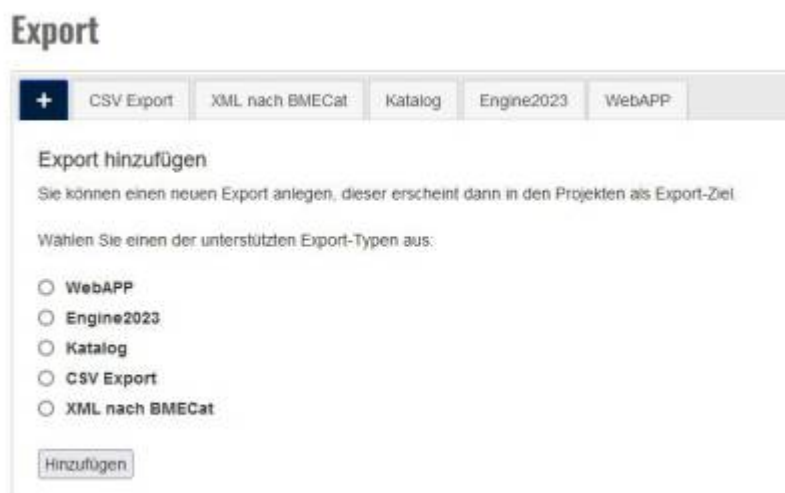 Export
+ CSV Export XML nach BMECat Katalog Engine2023 WebAPP
Export hinzufügen
Sie können einen neuen Export anlegen, dieser erscheint dann in den Projekten als Export-Ziel.
Wählen Sie einen der unterstützten Export-Typen aus:
WebAPP
Engine2023
Katalog
CSV Export
XML nach BMECat
Hinzufügen